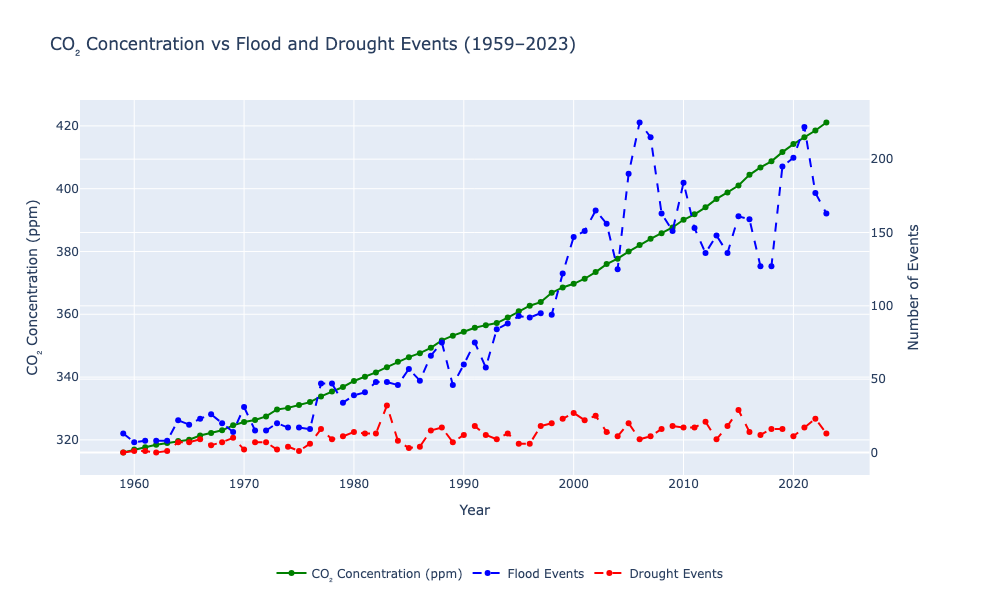 CO₂ Concentration vs Flood and Drought Events (1959–2023)
420
400
380
360
340
320
CO₂ Concentration (ppm)
200
150
100
50
0
Number of Events
1960 1970 1980 1990 2000 2010 2020
Year
CO₂ Concentration (ppm) Flood Events Drought Events